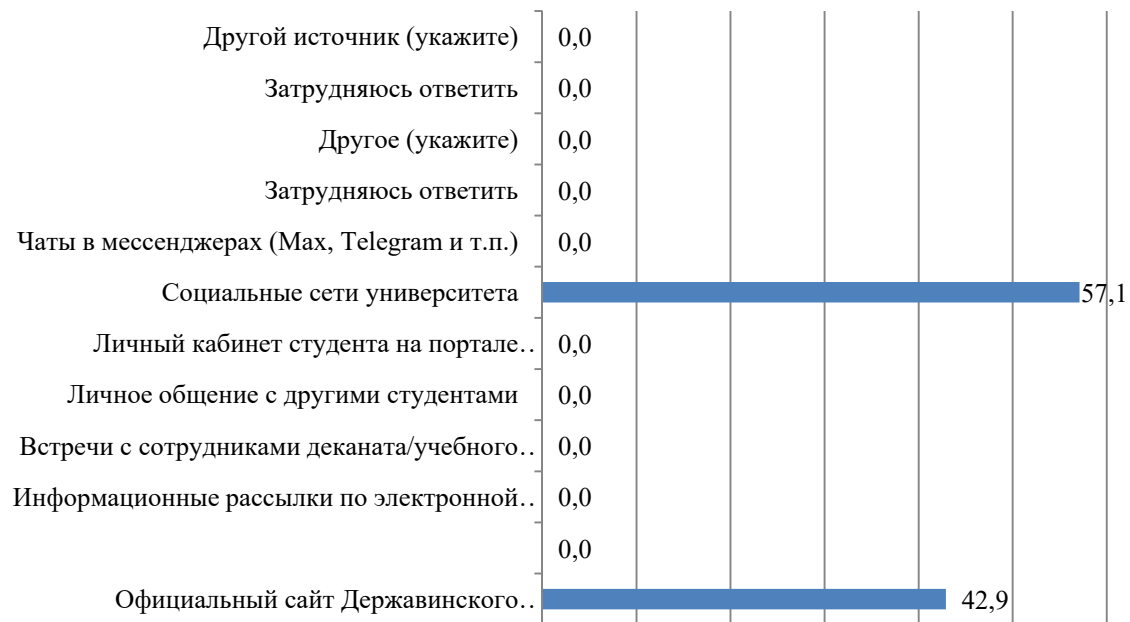 Другой источник (укажите) 0,0
Затрудняюсь ответить 0,0
Другое (укажите) 0,0
Затрудняюсь ответить 0,0
Чаты в мессенджерах (Max, Telegram и т.п.) 0,0
Социальные сети университета 57,1
Личный кабинет студента на портале.. 0,0
Личное общение с другими студентами 0,0
Встречи с сотрудниками деканата/учебного.. 0,0
Информационные рассылки по электронной.. 0,0
0,0
Официальный сайт Державинского.. 42,9